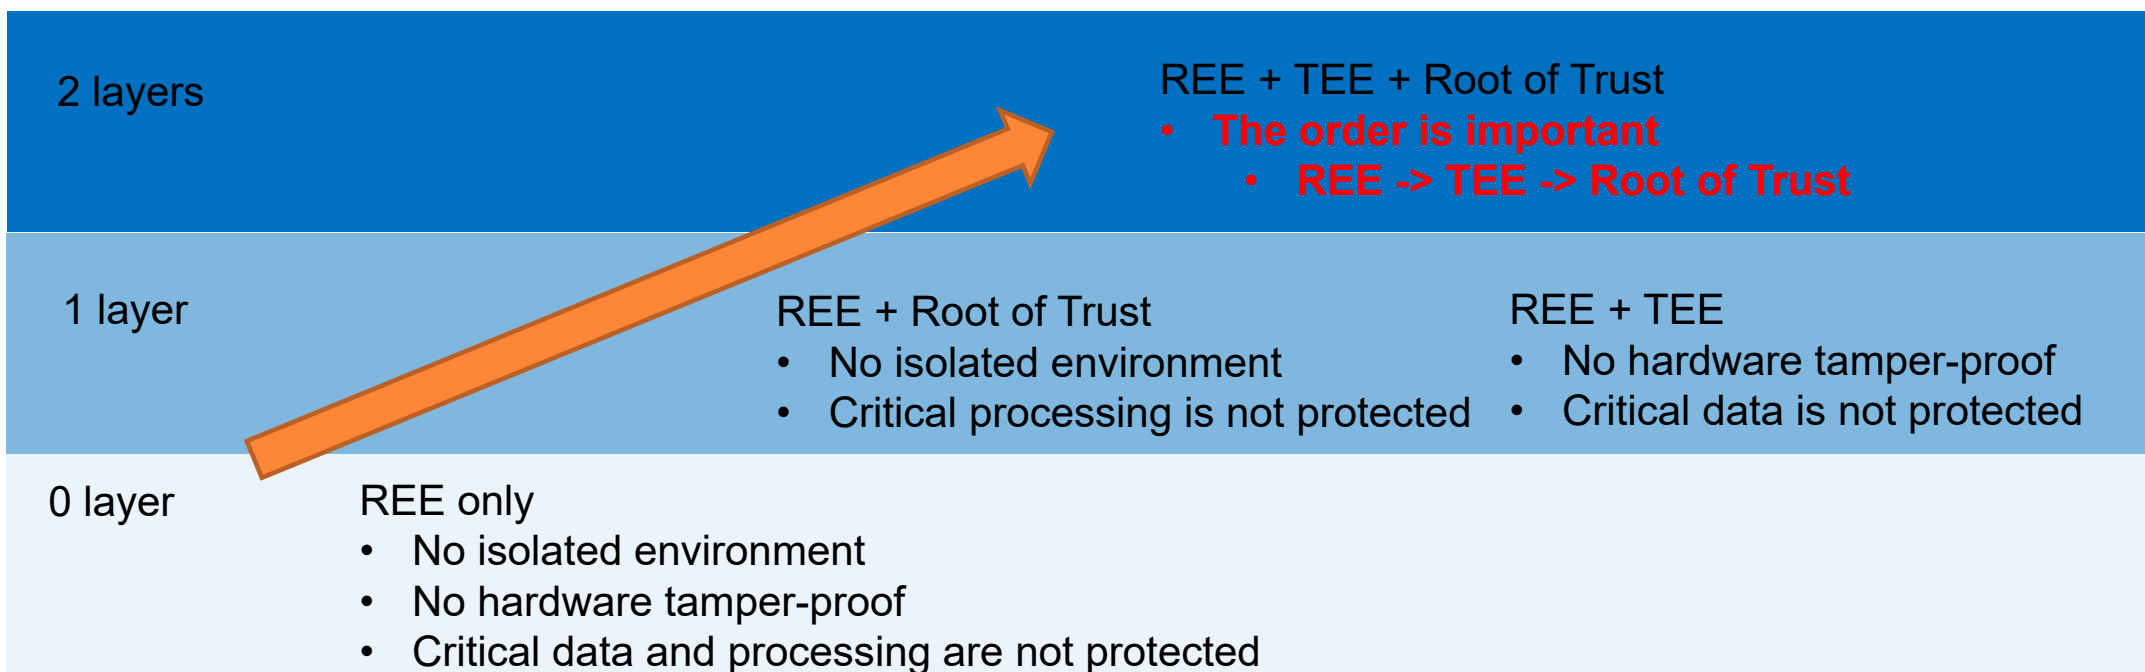 2 layers
REE + TEE + Root of Trust
• The order is important
• REE -> TEE -> Root of Trust
1 layer
REE + Root of Trust
• No isolated environment
• Critical processing is not protected
REE + TEE
• No hardware tamper-proof
• Critical data is not protected
0 layer
REE only
• No isolated environment
• No hardware tamper-proof
• Critical data and processing are not protected